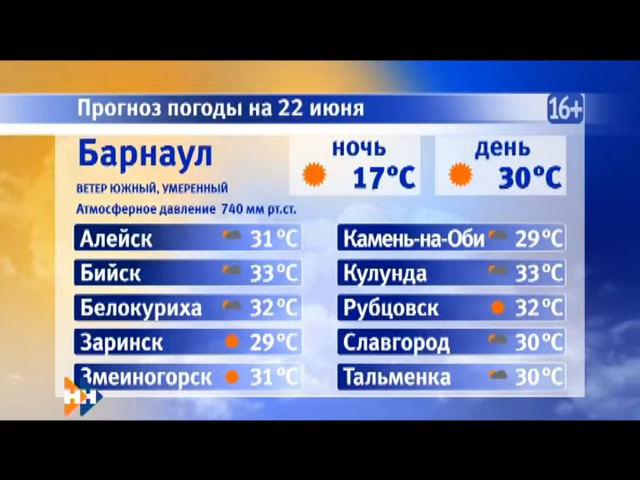 Прогноз погоды на 22 июня 16+
Барнаул
ночь
17°C
день
30°C
ВЕТЕР ЮЖНЫЙ, УМЕРЕННЫЙ
Атмосферное давление 740 мм рт.ст.
Алейск 31°C
Бийск 33°C
Белокуриха 32°C
Заринск 29°C
Змеиногорск 31°C
Камень-на-Оби 29°C
Кулунда 33°C
Рубцовск 32°C
Славгород 30°C
Тальменка 30°C
НН